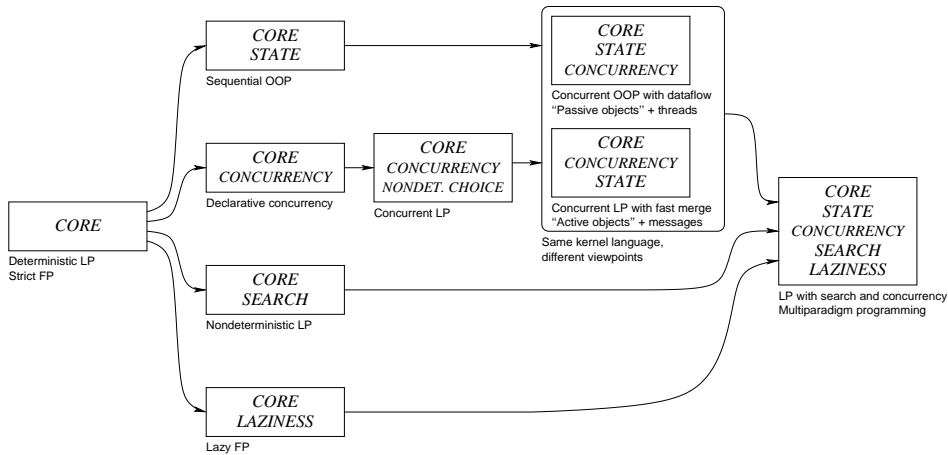 CORE
Deterministic LP
Strict FP
CORE
STATE
Sequential OOP
CORE
CONCURRENCY
Declarative concurrency
CORE
SEARCH
Nondeterministic LP
CORE
LAZINESS
Lazy FP
CORE
CONCURRENCY
NONDET. CHOICE
Concurrent LP
CORE
STATE
CONCURRENCY
Concurrent OOP with dataflow
"Passive objects" + threads
CORE
CONCURRENCY
STATE
Concurrent LP with fast merge
"Active objects" + messages
Same kernel language,
different viewpoints
CORE
STATE
CONCURRENCY
SEARCH
LAZINESS
LP with search and concurrency
Multiparadigm programming